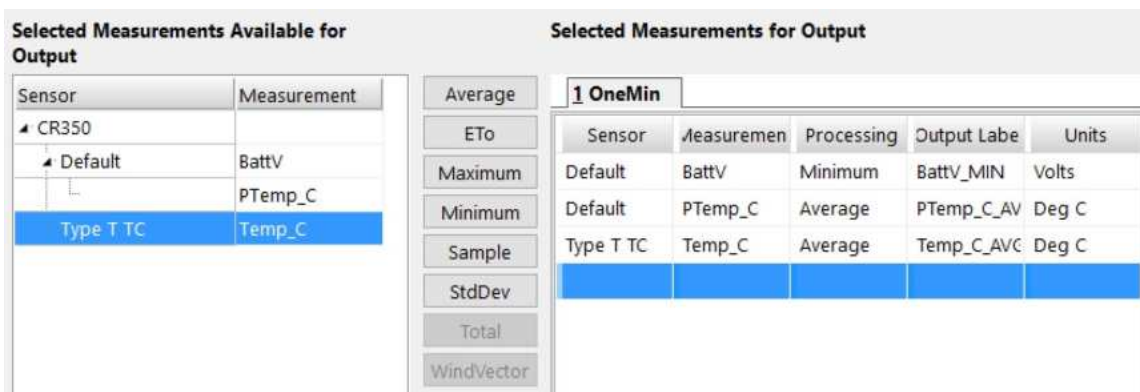 Selected Measurements Available for
Output
Selected Measurements for Output
Sensor Measurement
CR350
Default BattV
PTemp_C
Type T TC Temp_C
Average
ETo
Maximum
Minimum
Sample
StdDev
Total
WindVector
1 OneMin
Sensor Measuremen Processing Output Labe Units
Default BattV Minimum BattV_MIN Volts
Default PTemp_C Average PTemp_C_AV Deg C
Type T TC Temp_C Average Temp_C_AVG Deg C